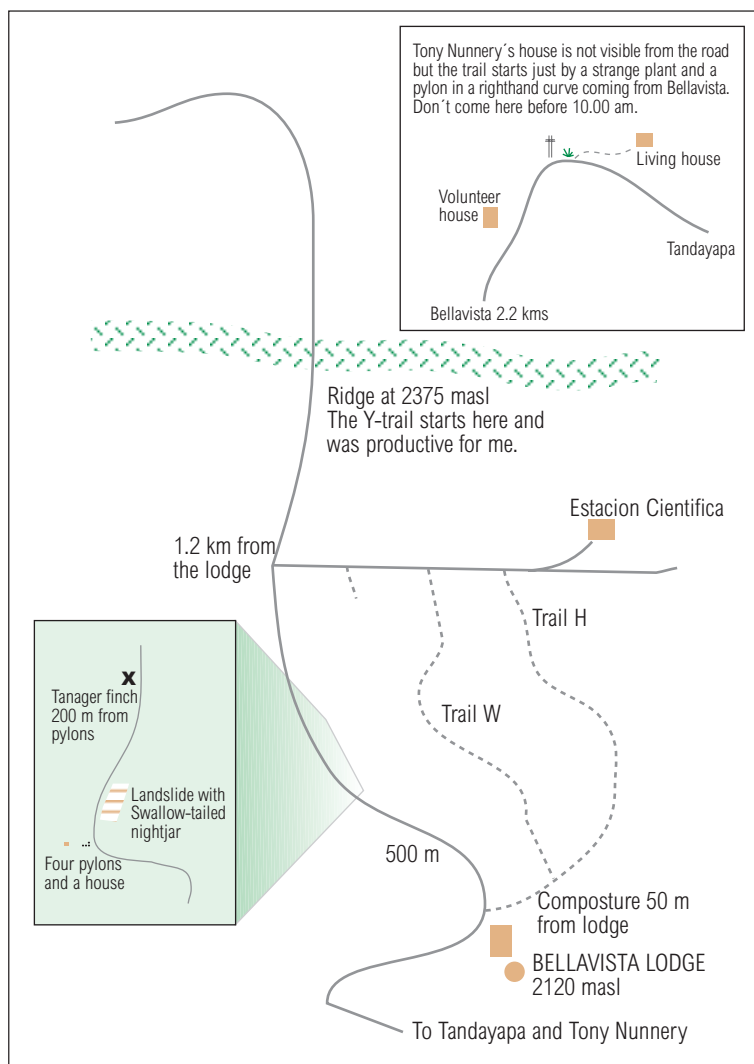 Tony Nunnery´s house is not visible from the road
but the trail starts just by a strange plant and a
pylon in a righthand curve coming from Bellavista.
Don´t come here before 10.00 am.
Living house
Volunteer
house
Tandayapa
Bellavista 2.2 kms
Ridge at 2375 masl
The Y-trail starts here and
was productive for me.
Estacion Cientifica
1.2 km from
the lodge
Trail H
X
Tanager finch
200 m from
pylons
Trail W
Landslide with
Swallow-tailed
nightjar
500 m
Four pylons
and a house
Composture 50 m
from lodge
BELLAVISTA LODGE
2120 masl
To Tandayapa and Tony Nunnery